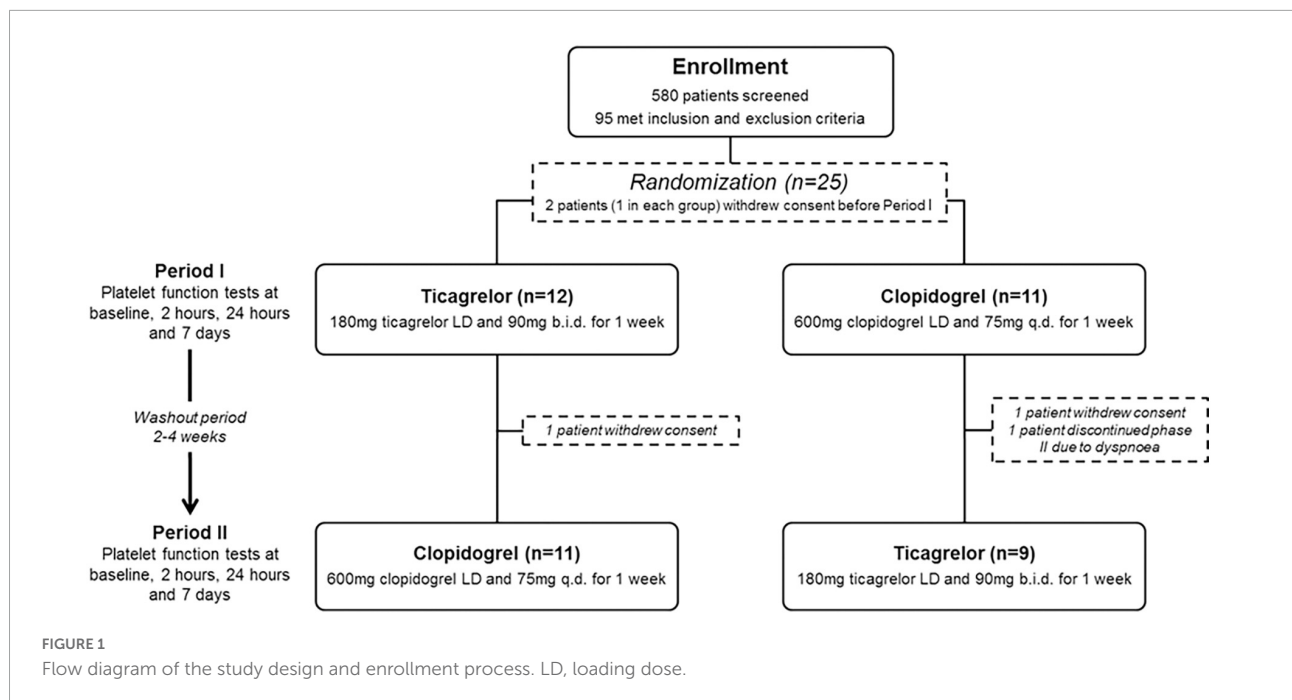 Enrollment
580 patients screened
95 met inclusion and exclusion criteria
Randomization (n=25)
2 patients (1 in each group) withdrew consent before Period I
Period I
Platelet function tests at
baseline, 2 hours, 24 hours
and 7 days
Ticagrelor (n=12)
180mg ticagrelor LD and 90mg b.i.d. for 1 week
Clopidogrel (n=11)
600mg clopidogrel LD and 75mg q.d. for 1 week
Washout period
2-4 weeks
1 patient withdrew consent
1 patient withdrew consent
1 patient discontinued phase
II due to dyspnoea
Period II
Platelet function tests at
baseline, 2 hours, 24 hours
and 7 days
Clopidogrel (n=11)
600mg clopidogrel LD and 75mg q.d. for 1 week
Ticagrelor (n=9)
180mg ticagrelor LD and 90mg b.i.d. for 1 week
FIGURE 1
Flow diagram of the study design and enrollment process. LD, loading dose.